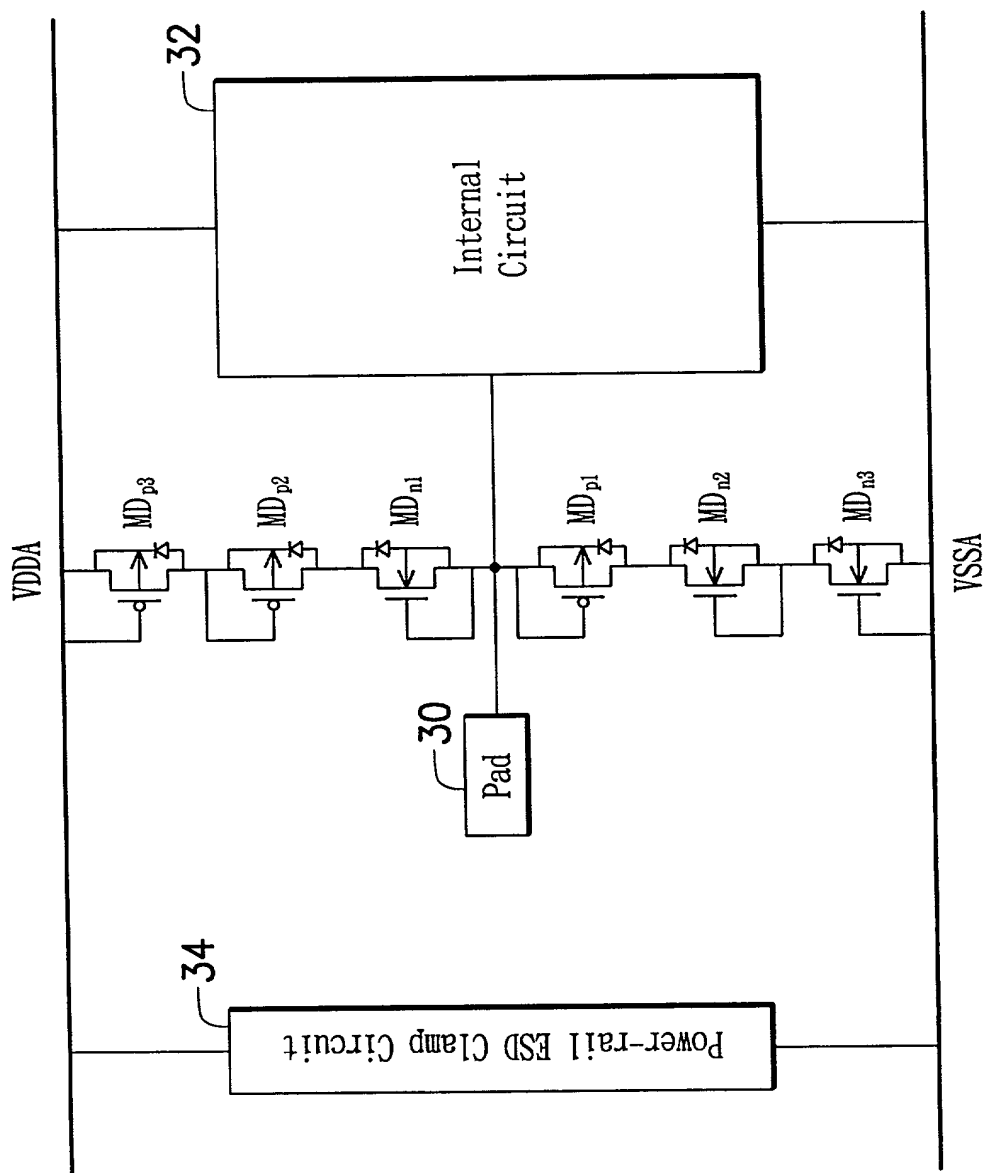 VDDA
32
Internal
Circuit
MDp3
MDp2
MDn1
MDp1
MDn2
MDn3
30
Pad
34
Power-rail ESD Clamp Circuit
VSSA